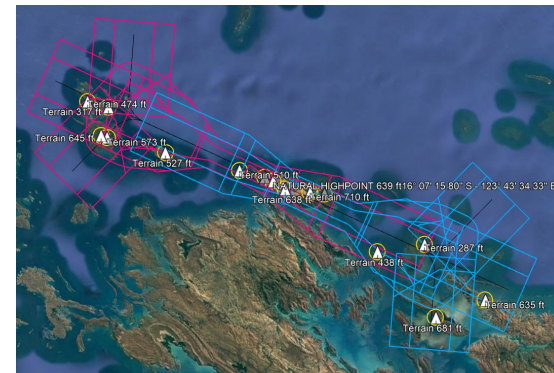 Terrain 474 ft
Terrain 317 ft
Terrain 645 ft
Terrain 573 ft
Terrain 527 ft
Terrain 510 ft
NATURAL HIGHPOINT 639 ft16° 07' 15.80" S - 123° 43' 34.33" E
Terrain 638 ft
Terrain 710 ft
Terrain 287 ft
Terrain 438 ft
Terrain 635 ft
Terrain 681 ft